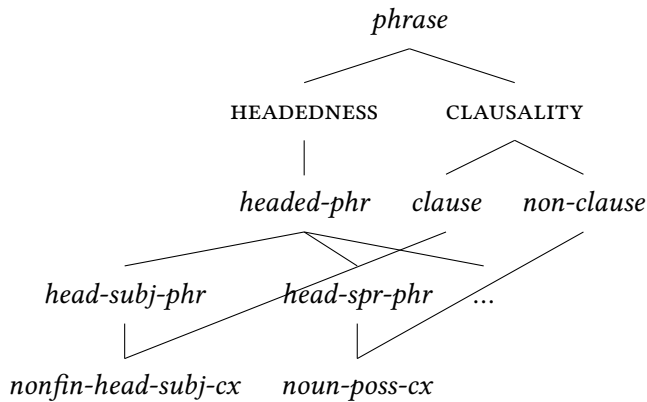 phrase
HEADEDNESS CLAUSALITY
headed-phr clause non-clause
head-subj-phr head-spr-phr ...
nonfin-head-subj-cx noun-poss-cx